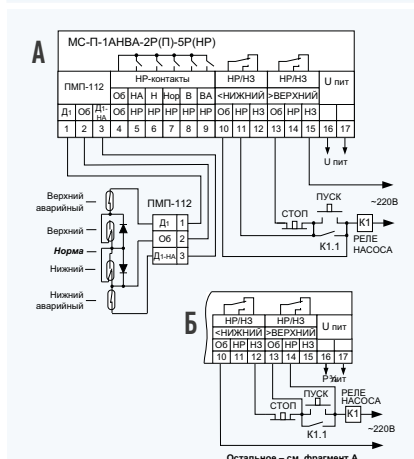 А
МС-П-1АНВА-2Р(П)-5Р(НР)
ПМП-112 НР-контакты НР/НЗ НР/НЗ U пит
Об НА Н Нор В ВА <НИЖНИЙ >ВЕРХНИЙ
Д1 Об Д1-НА НР НР НР НР НР НР Об НР НЗ Об НР НЗ
1 2 3 4 5 6 7 8 9 10 11 12 13 14 15 16 17
U пит
Верхний аварийный
ПМП-112
Верхний
Норма
Нижний
Нижний аварийный
Д1 1
Об 2
Д1-НА 3
ПУСК
СТОП
~220В
К1
К1.1
РЕЛЕ НАСОСА
Б
НР/НЗ НР/НЗ U пит
<НИЖНИЙ >ВЕРХНИЙ
Об НР НЗ Об НР НЗ
10 11 12 13 14 15 16 17
ПУСК
РЕЛЕ НАСОСА
СТОП
К1
К1.1
~220В
Остальное – см. фрагмент А